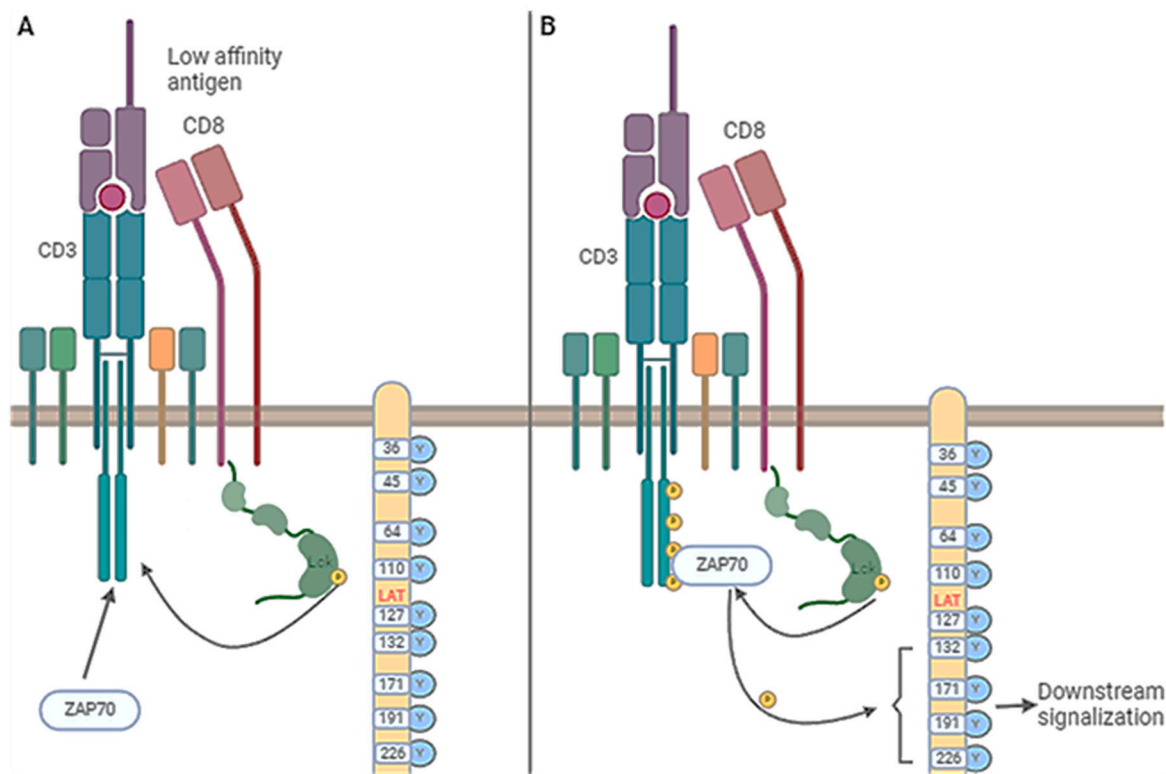 A
Low affinity
antigen
CD8
CD3
Lck
P
ZAP70
36 Y
45 Y
64 Y
110 Y
LAT
127 Y
132 Y
171 Y
191 Y
226 Y
B
CD8
CD3
P
P
P
P
ZAP70
Lck
P
P
36 Y
45 Y
64 Y
110 Y
LAT
127 Y
132 Y
171 Y
191 Y
226 Y
Downstream
signalization